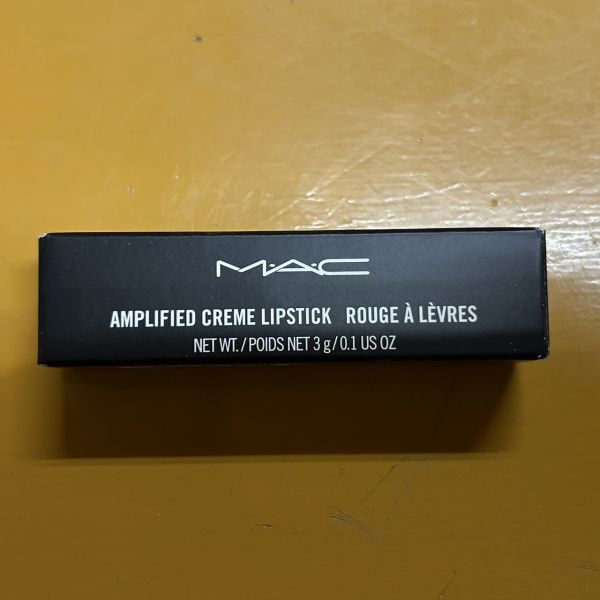 M·A·C
AMPLIFIED CREME LIPSTICK ROUGE À LÈVRES
NET WT. / POIDS NET 3 g / 0.1 US OZ